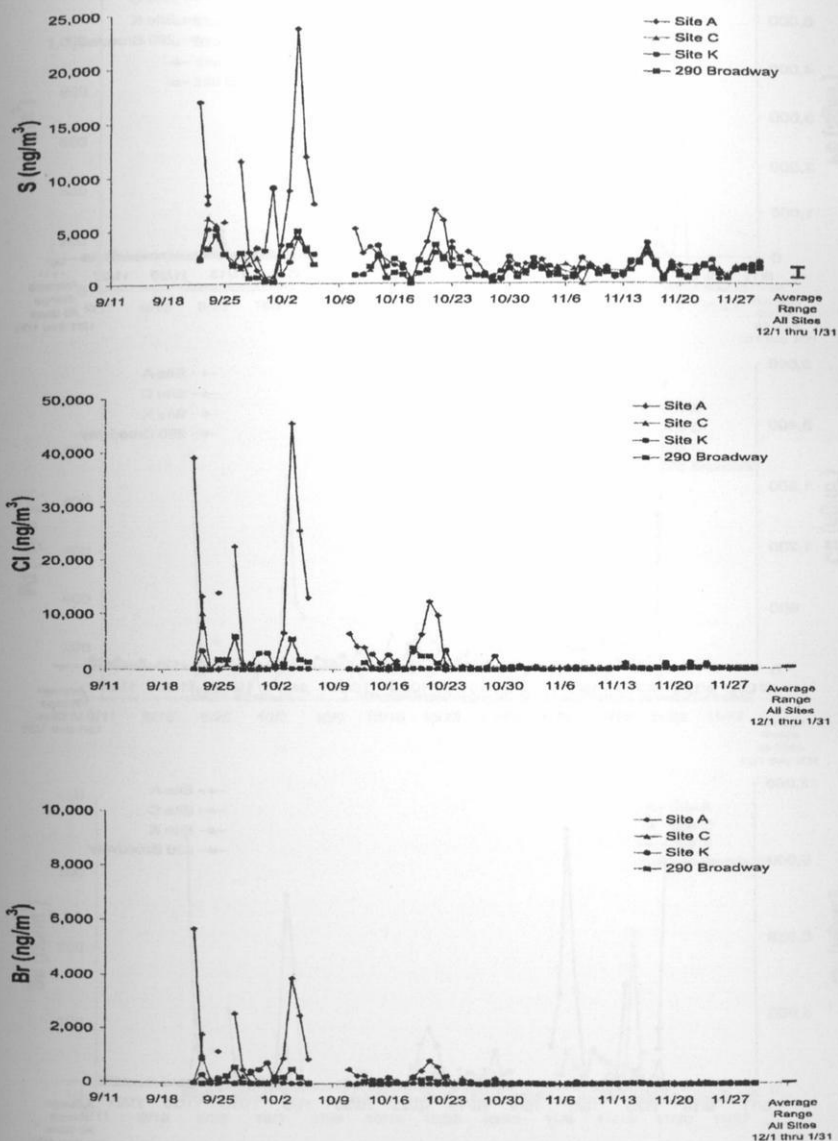 25,000
20,000
15,000
10,000
5,000
0
S (ng/m³)
Site A
Site C
Site K
290 Broadway
9/11 9/18 9/25 10/2 10/9 10/16 10/23 10/30 11/6 11/13 11/20 11/27
Average
Range
All Sites
12/1 thru 1/31
50,000
40,000
30,000
20,000
10,000
0
Cl (ng/m³)
Site A
Site C
Site K
290 Broadway
9/11 9/18 9/25 10/2 10/9 10/16 10/23 10/30 11/6 11/13 11/20 11/27
Average
Range
All Sites
12/1 thru 1/31
10,000
8,000
6,000
4,000
2,000
0
Br (ng/m³)
Site A
Site C
Site K
290 Broadway
9/11 9/18 9/25 10/2 10/9 10/16 10/23 10/30 11/6 11/13 11/20 11/27
Average
Range
All Sites
12/1 thru 1/31